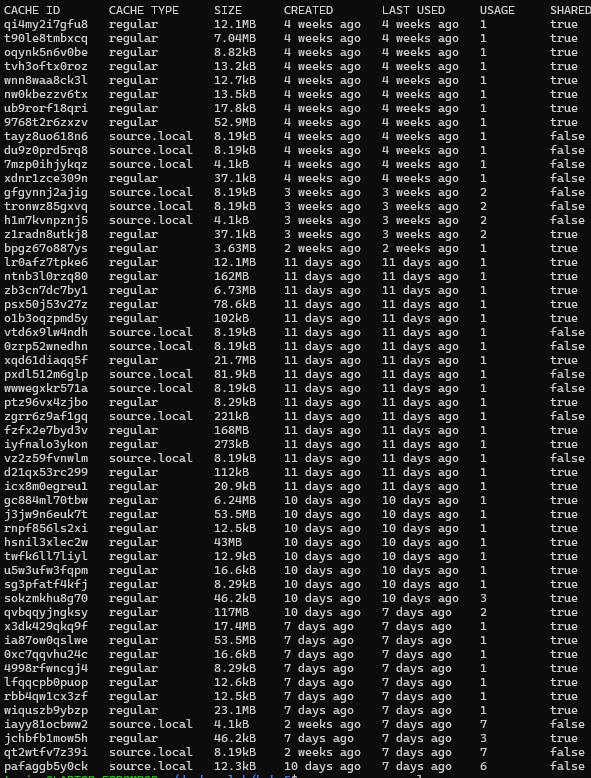 CACHE ID CACHE TYPE SIZE CREATED LAST USED USAGE SHARED
qi4my2i7gfu8 regular 12.1MB 4 weeks ago 4 weeks ago 1 true
t90le8tmbxcq regular 7.04MB 4 weeks ago 4 weeks ago 1 true
oqynk5n6v0be regular 8.82kB 4 weeks ago 4 weeks ago 1 true
tvh3oftx0roz regular 13.2kB 4 weeks ago 4 weeks ago 1 true
wnn8waa8ck3l regular 12.7kB 4 weeks ago 4 weeks ago 1 true
nw0kbezzv6tx regular 13.5kB 4 weeks ago 4 weeks ago 1 true
ub9rorf18qri regular 17.8kB 4 weeks ago 4 weeks ago 1 true
9768t2r6zxzv regular 52.9MB 4 weeks ago 4 weeks ago 1 true
tayz8uo618n6 source.local 8.19kB 4 weeks ago 4 weeks ago 1 false
du9z0prd5rq8 source.local 8.19kB 4 weeks ago 4 weeks ago 1 false
7mzp0ihjykqz source.local 4.1kB 4 weeks ago 4 weeks ago 1 false
xdnr1zce309n regular 37.1kB 4 weeks ago 4 weeks ago 1 true
gfgynnj2ajig source.local 8.19kB 3 weeks ago 3 weeks ago 2 false
tronwz85gxvq source.local 8.19kB 3 weeks ago 3 weeks ago 2 false
h1m7kvnpznj5 source.local 4.1kB 3 weeks ago 3 weeks ago 2 false
z1radn8utkj8 regular 37.1kB 3 weeks ago 3 weeks ago 2 true
bpgz67o887ys regular 3.63MB 2 weeks ago 2 weeks ago 1 true
lr0afz7tpke6 regular 12.1MB 11 days ago 11 days ago 1 true
ntnb3l0rzq80 regular 162MB 11 days ago 11 days ago 1 true
zb3cn7dc7by1 regular 6.73MB 11 days ago 11 days ago 1 true
psx50j53v27z regular 78.6kB 11 days ago 11 days ago 1 true
o1b3oqzpmd5y regular 102kB 11 days ago 11 days ago 1 true
vtd6x9lw4ndh source.local 8.19kB 11 days ago 11 days ago 1 false
0zrp52wnedhn source.local 8.19kB 11 days ago 11 days ago 1 false
xqd61diaqq5f regular 21.7MB 11 days ago 11 days ago 1 true
pxdl512m6glp source.local 81.9kB 11 days ago 11 days ago 1 false
wwwegxkr571a source.local 8.19kB 11 days ago 11 days ago 1 false
ptz96vx4zjbo regular 8.29kB 11 days ago 11 days ago 1 true
zgrr6z9af1gq source.local 221kB 11 days ago 11 days ago 1 false
fzfx2e7byd3v regular 168MB 11 days ago 11 days ago 1 true
iyfnalo3ykon regular 273kB 11 days ago 11 days ago 1 true
vz2z59fvnwlm source.local 8.19kB 11 days ago 11 days ago 1 false
d21qx53rc299 regular 112kB 11 days ago 11 days ago 1 true
icx8m0egreu1 regular 20.9kB 11 days ago 11 days ago 1 true
gc884ml70tbw regular 6.24MB 10 days ago 10 days ago 1 true
j3jw9n6euk7t regular 53.5MB 10 days ago 10 days ago 1 true
rnpf856ls2xi regular 12.5kB 10 days ago 10 days ago 1 true
hsnil3xlec2w regular 43MB 10 days ago 10 days ago 1 true
twfk6ll7liyl regular 12.9kB 10 days ago 10 days ago 1 true
u5w3ufw3fqpm regular 16.6kB 10 days ago 10 days ago 1 true
sg3pfatf4kfj regular 8.29kB 10 days ago 10 days ago 1 true
sokzmkhu8g70 regular 46.2kB 10 days ago 10 days ago 3 true
qvbqqyjngksy regular 117MB 10 days ago 7 days ago 2 true
x3dk429qkq9f regular 17.4MB 7 days ago 7 days ago 1 true
ia87ow0qslwe regular 53.5MB 7 days ago 7 days ago 1 true
0xc7qqvhu24c regular 16.6kB 7 days ago 7 days ago 1 true
4998rfwncgj4 regular 8.29kB 7 days ago 7 days ago 1 true
lfqqcpb0puop regular 12.6kB 7 days ago 7 days ago 1 true
rbb4qw1cx3zf regular 12.5kB 7 days ago 7 days ago 1 true
wiquszb9ybzp regular 23.1MB 7 days ago 7 days ago 1 true
iayy81ocbww2 source.local 4.1kB 2 weeks ago 7 days ago 7 false
jchbfb1mow5h regular 46.2kB 7 days ago 7 days ago 3 true
qt2wtfv7z39i source.local 8.19kB 2 weeks ago 7 days ago 7 false
pafaggb5y0ck source.local 12.3kB 10 days ago 7 days ago 6 false